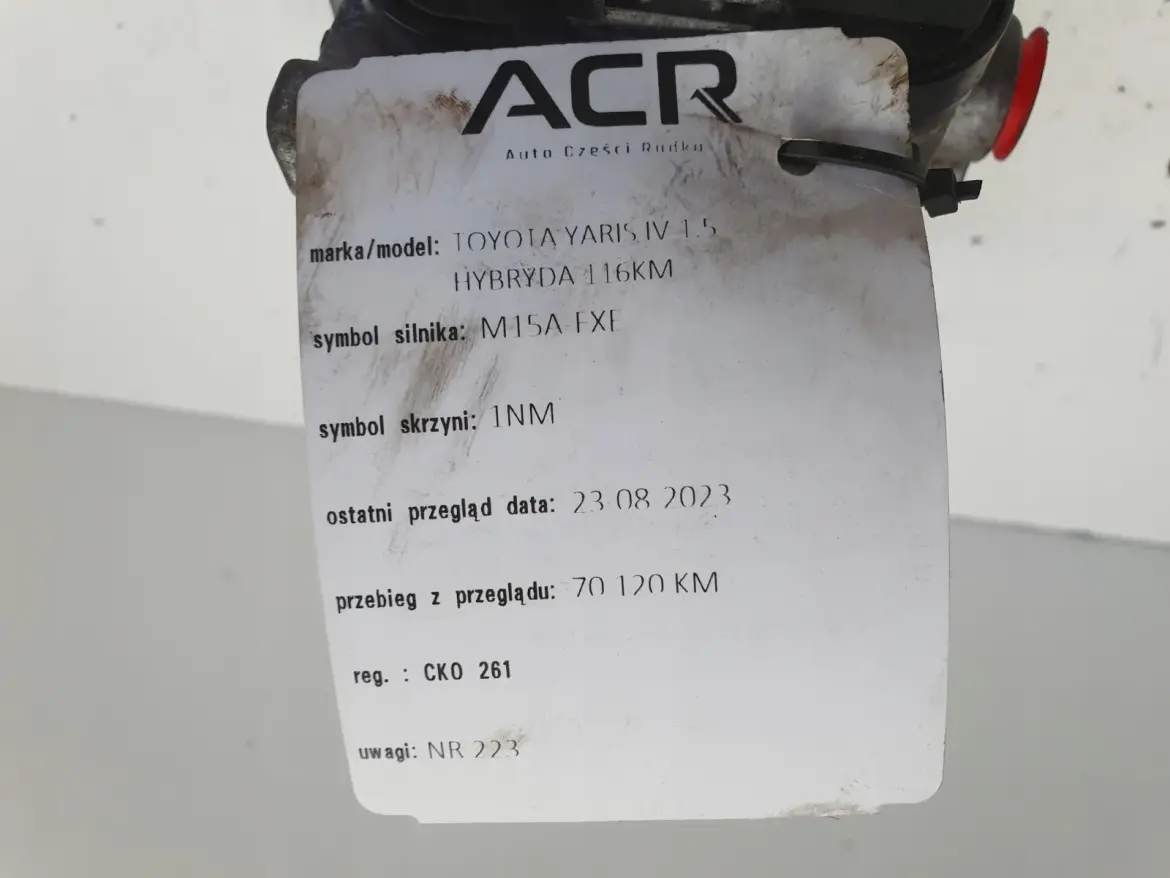 ACR
Auto Części Rudka
marka/model: TOYOTA YARIS IV 1.5
HYBRYDA 116KM
symbol silnika: M15A-FXE
symbol skrzyni: 1NM
ostatni przegląd data: 23.08.2023
przebieg z przeglądu: 70 120 KM
reg. : CKO 261
uwagi: NR 223